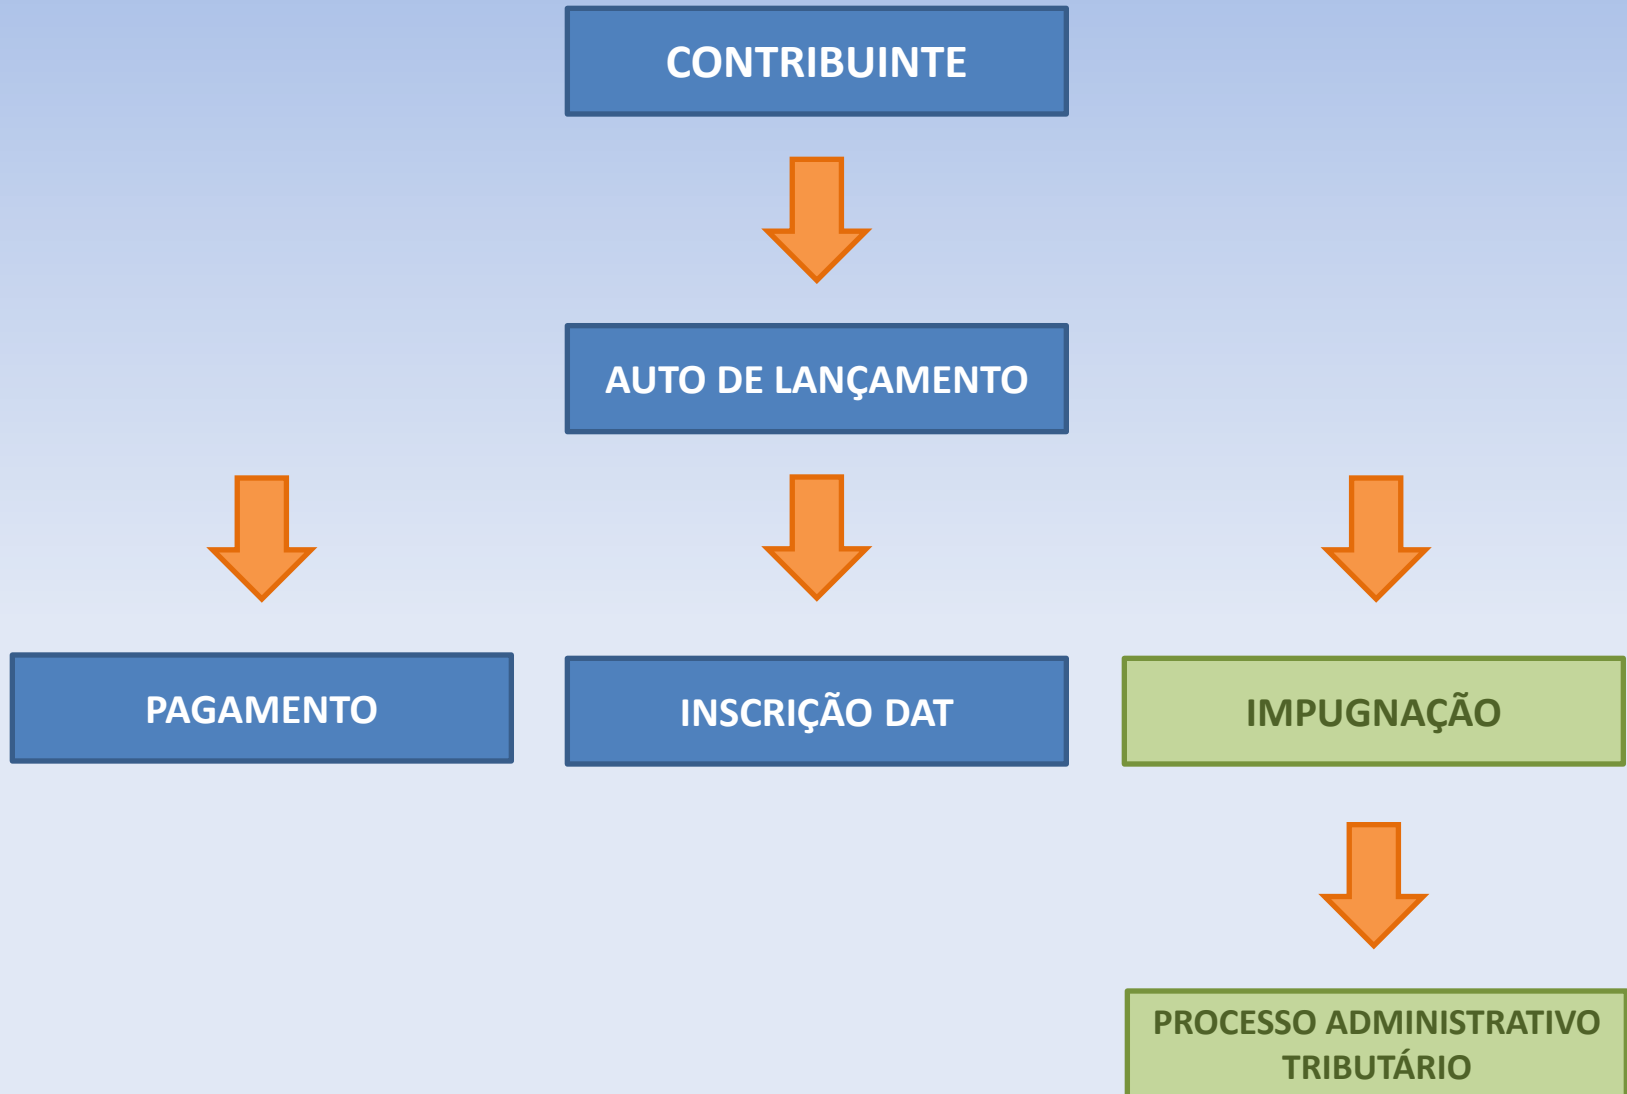 CONTRIBUINTE
AUTO DE LANÇAMENTO
PAGAMENTO
INSCRIÇÃO DAT
IMPUGNAÇÃO
PROCESSO ADMINISTRATIVO
TRIBUTÁRIO